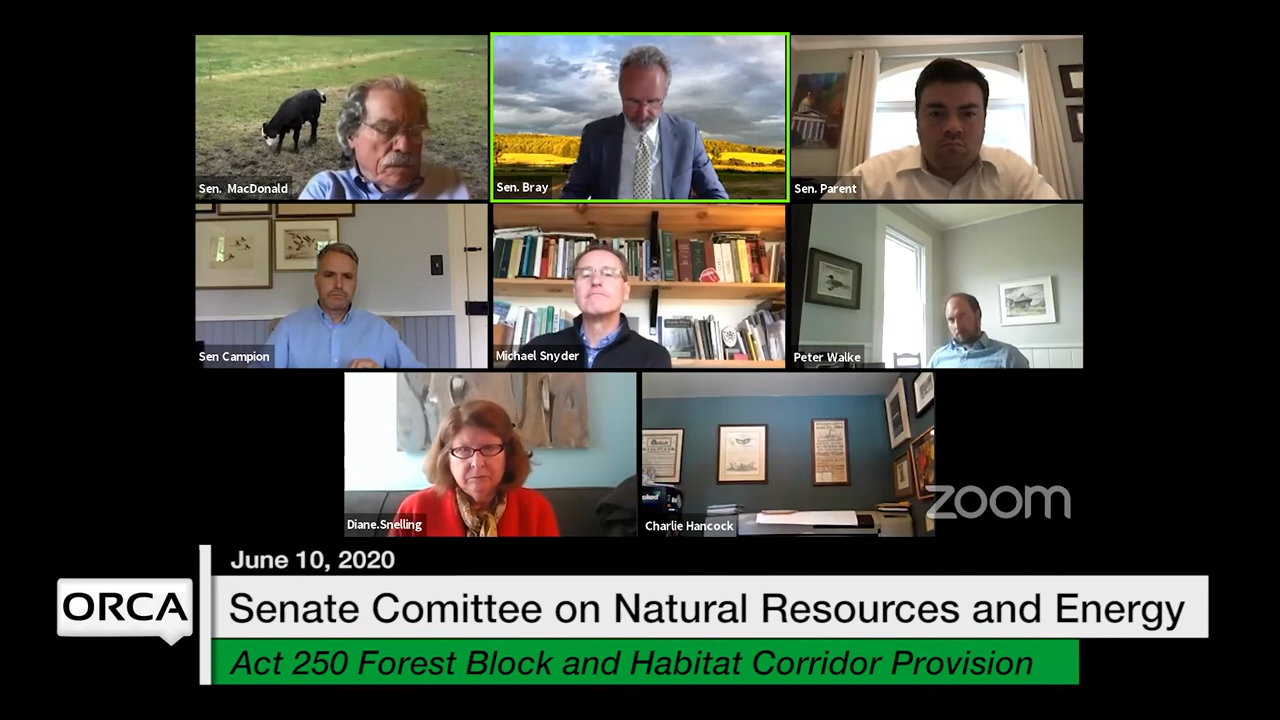 Sen. MacDonald
Sen. Bray
Sen. Parent
Sen Campion
Michael Snyder
Peter Walke
Diane.Snelling
Charlie Hancock
zoom
June 10, 2020
ORCA
Senate Comittee on Natural Resources and Energy
Act 250 Forest Block and Habitat Corridor Provision